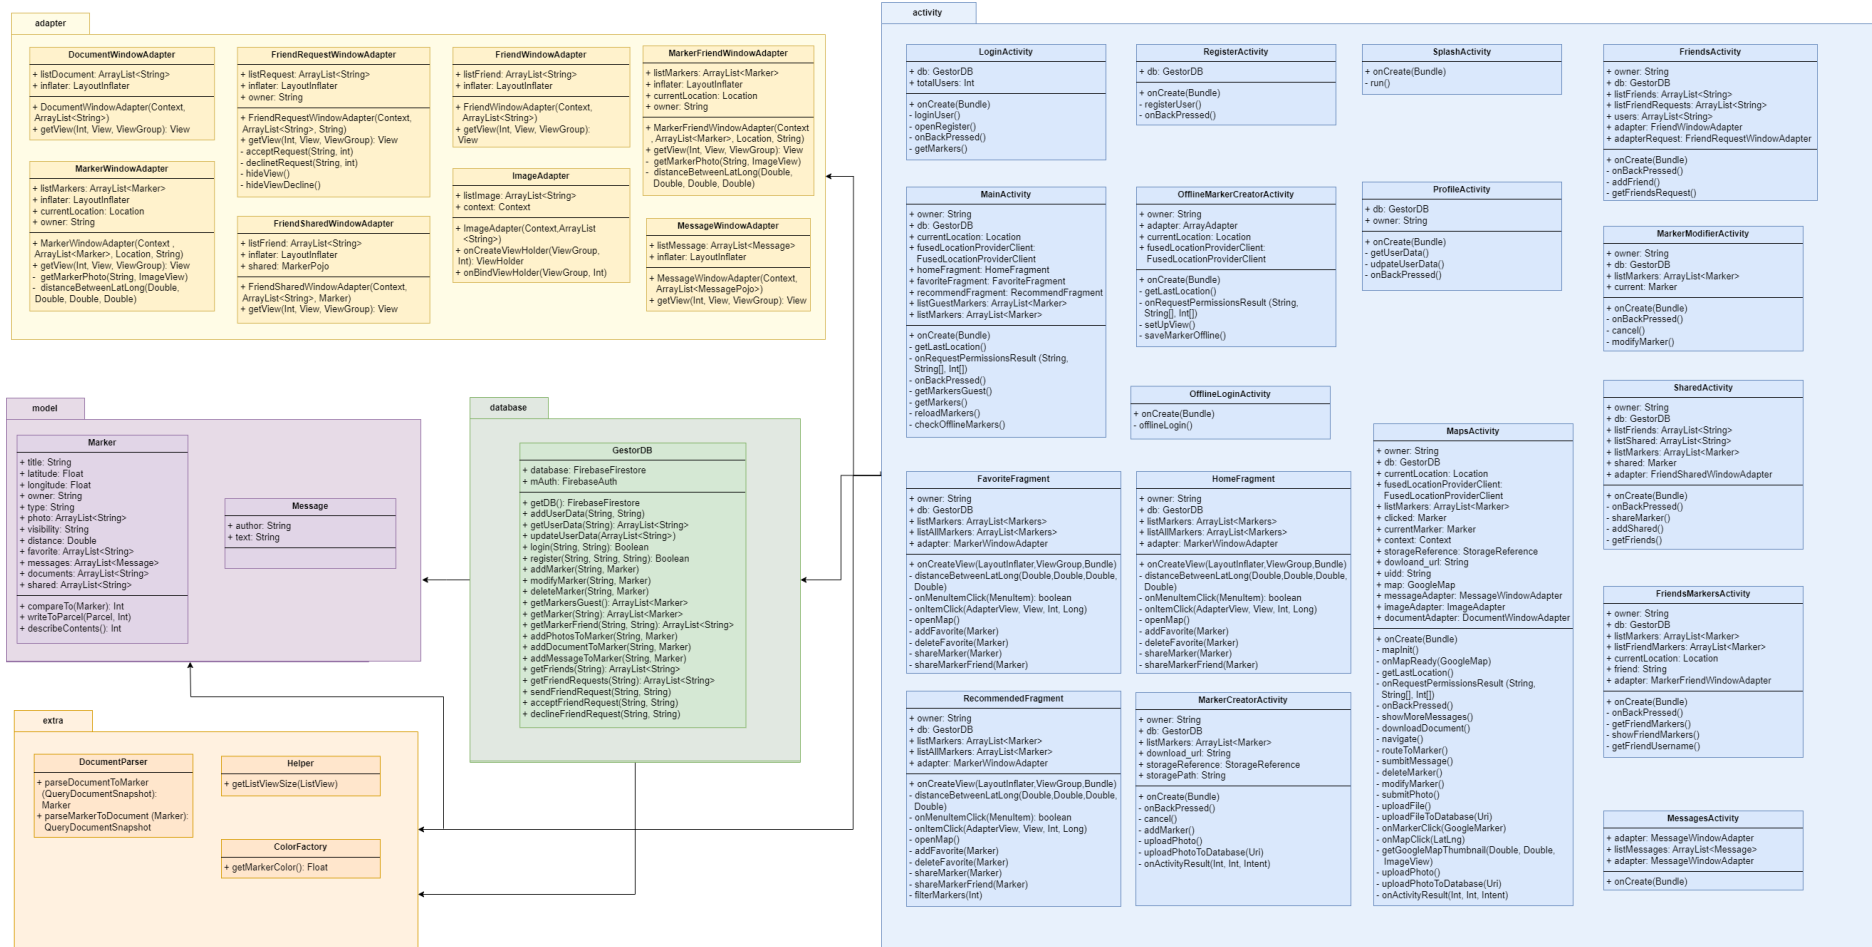 adapter
DocumentWindowAdapter
+ listDocument: ArrayList<String>
+ inflater: LayoutInflater
+ DocumentWindowAdapter(Context,
ArrayList<String>)
+ getView(Int, View, ViewGroup): View
MarkerWindowAdapter
+ listMarkers: ArrayList<Marker>
+ inflater: LayoutInflater
+ currentLocation: Location
+ owner: String
+ MarkerWindowAdapter(Context ,
ArrayList<Marker>, Location, String)
+ getView(Int, View, ViewGroup): View
- getMarkerPhoto(String, ImageView)
- distanceBetweenLatLong(Double,
Double, Double, Double)
FriendRequestWindowAdapter
+ listRequest: ArrayList<String>
+ inflater: LayoutInflater
+ owner: String
+ FriendRequestWindowAdapter(Context,
ArrayList<String>, String)
+ getView(Int, View, ViewGroup): View
- acceptRequest(String, int)
- declinetRequest(String, int)
- hideView()
- hideViewDecline()
FriendSharedWindowAdapter
+ listFriend: ArrayList<String>
+ inflater: LayoutInflater
+ shared: MarkerPojo
+ FriendSharedWindowAdapter(Context,
ArrayList<String>, Marker)
+ getView(Int, View, ViewGroup): View
FriendWindowAdapter
+ listFriend: ArrayList<String>
+ inflater: LayoutInflater
+ FriendWindowAdapter(Context,
ArrayList<String>)
+ getView(Int, View, ViewGroup):
View
ImageAdapter
+ listImage: ArrayList<String>
+ context: Context
+ ImageAdapter(Context,ArrayList
<String>)
+ onCreateViewHolder(ViewGroup,
Int): ViewHolder
+ onBindViewHolder(ViewGroup, Int)
MarkerFriendWindowAdapter
+ listMarkers: ArrayList<Marker>
+ inflater: LayoutInflater
+ currentLocation: Location
+ owner: String
+ MarkerFriendWindowAdapter(Context
, ArrayList<Marker>, Location, String)
+ getView(Int, View, ViewGroup): View
- getMarkerPhoto(String, ImageView)
- distanceBetweenLatLong(Double,
Double, Double, Double)
MessageWindowAdapter
+ listMessage: ArrayList<Message>
+ inflater: LayoutInflater
+ MessageWindowAdapter(Context,
ArrayList<MessagePojo>)
+ getView(Int, View, ViewGroup): View
model
Marker
+ title: String
+ latitude: Float
+ longitude: Float
+ owner: String
+ type: String
+ photo: ArrayList<String>
+ visibility: String
+ distance: Double
+ favorite: ArrayList<String>
+ messages: ArrayList<Message>
+ documents: ArrayList<String>
+ shared: ArrayList<String>
+ compareTo(Marker): Int
+ writeToParcel(Parcel, Int)
+ describeContents(): Int
Message
+ author: String
+ text: String
database
GestorDB
+ database: FirebaseFirestore
+ mAuth: FirebaseAuth
+ getDB(): FirebaseFirestore
+ addUserData(String, String)
+ getUserData(String): ArrayList<String>
+ updateUserData(ArrayList<String>)
+ login(String, String): Boolean
+ register(String, String, String): Boolean
+ addMarker(String, Marker)
+ modifyMarker(String, Marker)
+ deleteMarker(String, Marker)
+ getMarkersGuest(): ArrayList<Marker>
+ getMarker(String): ArrayList<Marker>
+ getMarkerFriend(String, String): ArrayList<String>
+ addPhotosToMarker(String, Marker)
+ addDocumentToMarker(String, Marker)
+ addMessageToMarker(String, Marker)
+ getFriends(String): ArrayList<String>
+ getFriendRequests(String): ArrayList<String>
+ sendFriendRequest(String, String)
+ acceptFriendRequest(String, String)
+ declineFriendRequest(String, String)
extra
DocumentParser
+ parseDocumentToMarker
(QueryDocumentSnapshot):
Marker
+ parseMarkerToDocument (Marker):
QueryDocumentSnapshot
Helper
+ getListViewSize(ListView)
ColorFactory
+ getMarkerColor(): Float
activity
LoginActivity
+ db: GestorDB
+ totalUsers: Int
+ onCreate(Bundle)
- loginUser()
- openRegister()
- onBackPressed()
- getMarkers()
RegisterActivity
+ db: GestorDB
+ onCreate(Bundle)
- registerUser()
- onBackPressed()
SplashActivity
+ onCreate(Bundle)
- run()
FriendsActivity
+ owner: String
+ db: GestorDB
+ listFriends: ArrayList<String>
+ listFriendRequests: ArrayList<String>
+ users: ArrayList<String>
+ adapter: FriendWindowAdapter
+ adapterRequest: FriendRequestWindowAdapter
+ onCreate(Bundle)
- onBackPressed()
- addFriend()
- getFriendsRequest()
MainActivity
+ owner: String
+ db: GestorDB
+ currentLocation: Location
+ fusedLocationProviderClient:
FusedLocationProviderClient
+ homeFragment: HomeFragment
+ favoriteFragment: FavoriteFragment
+ recommendFragment: RecommendFragment
+ listGuestMarkers: ArrayList<Marker>
+ listMarkers: ArrayList<Marker>
+ onCreate(Bundle)
- getLastLocation()
- onRequestPermissionsResult (String,
String[], Int[])
- onBackPressed()
- getMarkersGuest()
- getMarkers()
- reloadMarkers()
- checkOfflineMarkers()
OfflineMarkerCreatorActivity
+ owner: String
+ adapter: ArrayAdapter
+ currentLocation: Location
+ fusedLocationProviderClient:
FusedLocationProviderClient
+ onCreate(Bundle)
- getLastLocation()
- onRequestPermissionsResult (String,
String[], Int[])
- setUpView()
- saveMarkerOffline()
ProfileActivity
+ db: GestorDB
+ owner: String
+ onCreate(Bundle)
- getUserData()
- udpateUserData()
- onBackPressed()
MarkerModifierActivity
+ owner: String
+ db: GestorDB
+ listMarkers: ArrayList<Marker>
+ current: Marker
+ onCreate(Bundle)
- onBackPressed()
- cancel()
- modifyMarker()
OfflineLoginActivity
+ onCreate(Bundle)
- offlineLogin()
SharedActivity
+ owner: String
+ db: GestorDB
+ listFriends: ArrayList<String>
+ listShared: ArrayList<String>
+ listMarkers: ArrayList<Marker>
+ shared: Marker
+ adapter: FriendSharedWindowAdapter
+ onCreate(Bundle)
- onBackPressed()
- shareMarker()
- addShared()
- getFriends()
MapsActivity
+ owner: String
+ db: GestorDB
+ currentLocation: Location
+ fusedLocationProviderClient:
FusedLocationProviderClient
+ listMarkers: ArrayList<Marker>
+ clicked: Marker
+ currentMarker: Marker
+ context: Context
+ storageReference: StorageReference
+ dowloand_url: String
+ uidd: String
+ map: GoogleMap
+ messageAdapter: MessageWindowAdapter
+ imageAdapter: ImageAdapter
+ documentAdapter: DocumentWindowAdapter
+ onCreate(Bundle)
- mapInit()
- onMapReady(GoogleMap)
- getLastLocation()
- onRequestPermissionsResult (String,
String[], Int[])
- onBackPressed()
- showMoreMessages()
- downloadDocument()
- navigate()
- routeToMarker()
- sumbitMessage()
- deleteMarker()
- modifyMarker()
- submitPhoto()
- uploadFile()
- uploadFileToDatabase(Uri)
- onMarkerClick(GoogleMarker)
- onMapClick(LatLng)
- getGoogleMapThumbnail(Double, Double,
ImageView)
- uploadPhoto()
- uploadPhotoToDatabase(Uri)
- onActivityResult(Int, Int, Intent)
FavoriteFragment
+ owner: String
+ db: GestorDB
+ listMarkers: ArrayList<Markers>
+ listAllMarkers: ArrayList<Markers>
+ adapter: MarkerWindowAdapter
+ onCreateView(LayoutInflater,ViewGroup,Bundle)
- distanceBetweenLatLong(Double,Double,Double,
Double)
- onMenuItemClick(MenuItem): boolean
- onItemClick(AdapterView, View, Int, Long)
- openMap()
- addFavorite(Marker)
- deleteFavorite(Marker)
- shareMarker(Marker)
- shareMarkerFriend(Marker)
HomeFragment
+ owner: String
+ db: GestorDB
+ listMarkers: ArrayList<Markers>
+ listAllMarkers: ArrayList<Markers>
+ adapter: MarkerWindowAdapter
+ onCreateView(LayoutInflater,ViewGroup,Bundle)
- distanceBetweenLatLong(Double,Double,Double,
Double)
- onMenuItemClick(MenuItem): boolean
- onItemClick(AdapterView, View, Int, Long)
- openMap()
- addFavorite(Marker)
- deleteFavorite(Marker)
- shareMarker(Marker)
- shareMarkerFriend(Marker)
FriendsMarkersActivity
+ owner: String
+ db: GestorDB
+ listMarkers: ArrayList<Marker>
+ listFriendMarkers: ArrayList<Marker>
+ currentLocation: Location
+ friend: String
+ adapter: MarkerFriendWindowAdapter
+ onCreate(Bundle)
- onBackPressed()
- getFriendMarkers()
- showFriendMarkers()
- getFriendUsername()
RecommendedFragment
+ owner: String
+ db: GestorDB
+ listMarkers: ArrayList<Marker>
+ listAllMarkers: ArrayList<Marker>
+ adapter: MarkerWindowAdapter
+ onCreateView(LayoutInflater,ViewGroup,Bundle)
- distanceBetweenLatLong(Double,Double,Double,
Double)
- onMenuItemClick(MenuItem): boolean
- onItemClick(AdapterView, View, Int, Long)
- openMap()
- addFavorite(Marker)
- deleteFavorite(Marker)
- shareMarker(Marker)
- shareMarkerFriend(Marker)
- filterMarkers(Int)
MarkerCreatorActivity
+ owner: String
+ db: GestorDB
+ listMarkers: ArrayList<Marker>
+ download_url: String
+ storageReference: StorageReference
+ storagePath: String
+ onCreate(Bundle)
- onBackPressed()
- cancel()
- addMarker()
- uploadPhoto()
- uploadPhotoToDatabase(Uri)
- onActivityResult(Int, Int, Intent)
MessagesActivity
+ adapter: MessageWindowAdapter
+ listMessages: ArrayList<Message>
+ adapter: MessageWindowAdapter
+ onCreate(Bundle)